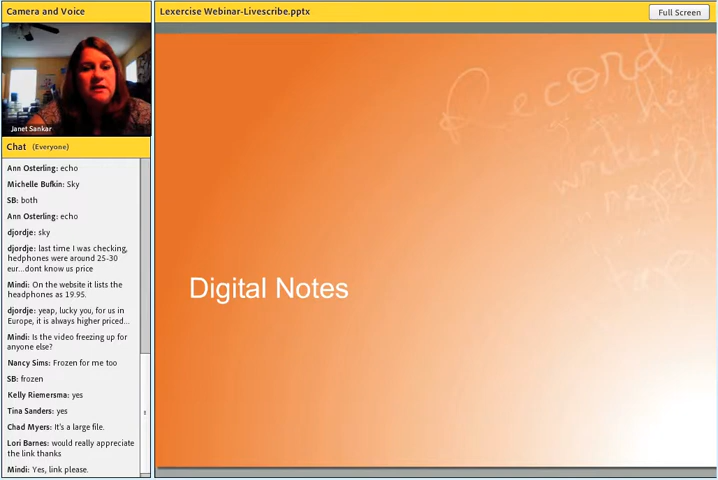 Camera and Voice
Janet Sankar
Chat (Everyone)
Ann Osterling: echo
Michelle Bufkin: Sky
SB: both
Ann Osterling: echo
djordje: sky
djordje: last time I was checking,
hedphones were around 25-30
eur...dont know us price
Mindi: On the website it lists the
headphones as 19.95.
djordje: yeap, lucky you, for us in
Europe, it is always higher priced...
Mindi: Is the video freezing up for
anyone else?
Nancy Sims: Frozen for me too
SB: frozen
Kelly Riemersma: yes
Tina Sanders: yes
Chad Myers: It's a large file.
Lori Barnes: would really appreciate
the link thanks
Mindi: Yes, link please.
Lexercise Webinar-Livescribe.pptx
Full Screen
Record
Digital Notes